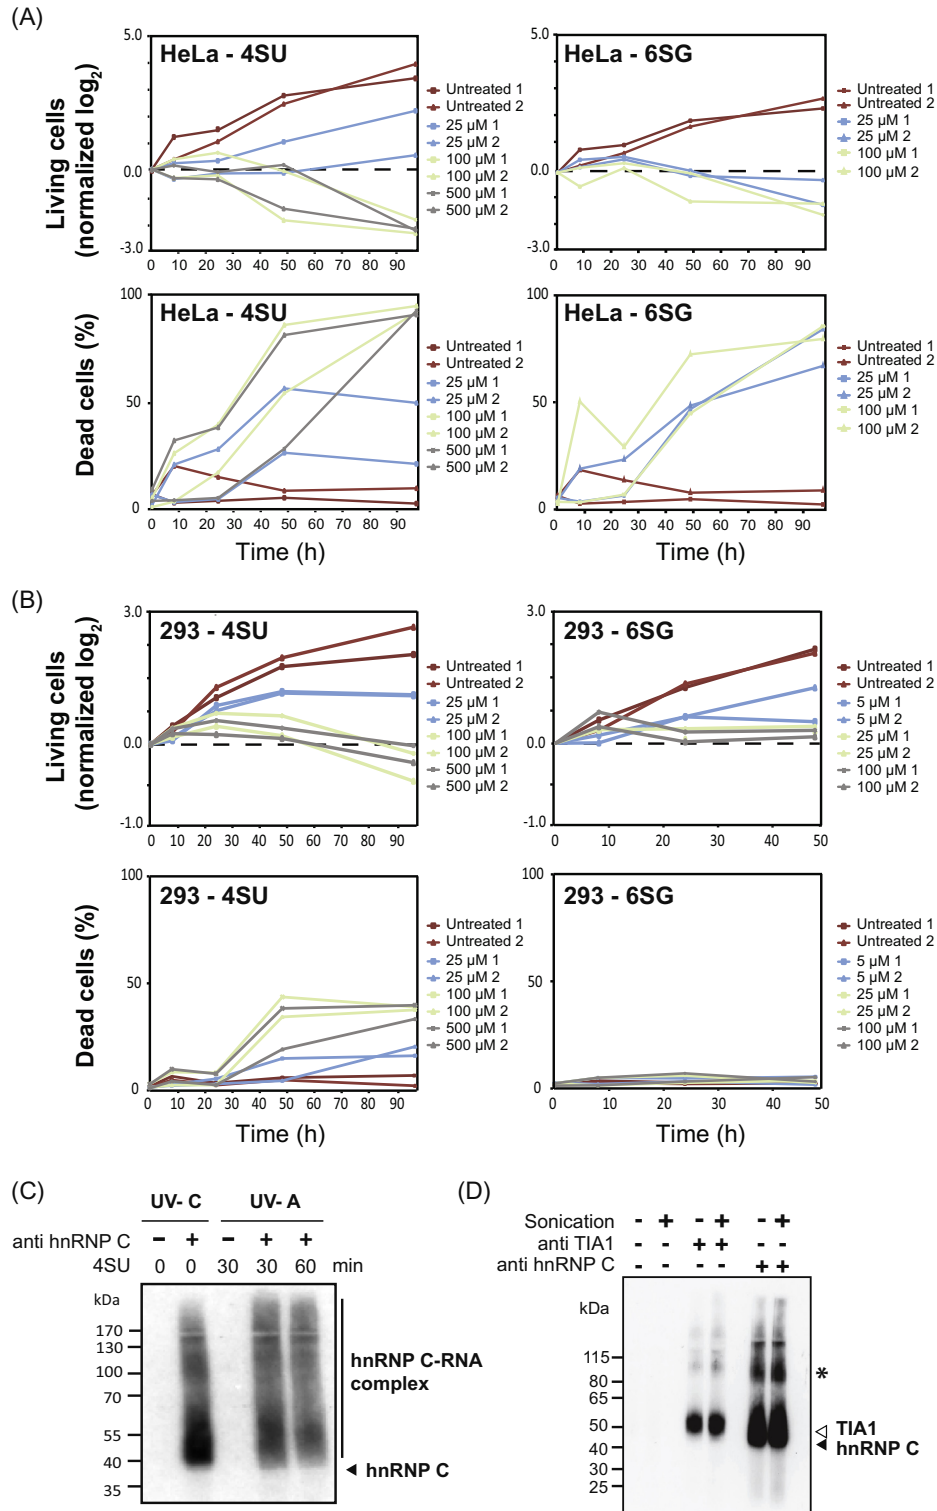 (A)
HeLa - 4SU
5.0
0.0
-3.0
0 10 20 30 40 50 60 70 80 90
Living cells
(normalized log2)
Untreated 1
Untreated 2
25 µM 1
25 µM 2
100 µM 1
100 µM 2
500 µM 1
500 µM 2
HeLa - 6SG
5.0
0.0
-3.0
0 10 20 30 40 50 60 70 80 90
Untreated 1
Untreated 2
25 µM 1
25 µM 2
100 µM 1
100 µM 2
HeLa - 4SU
100
50
0
0 10 20 30 40 50 60 70 80 90
Dead cells (%)
Time (h)
Untreated 1
Untreated 2
25 µM 1
25 µM 2
100 µM 1
100 µM 2
500 µM 1
500 µM 2
HeLa - 6SG
100
50
0
0 10 20 30 40 50 60 70 80 90
Time (h)
Untreated 1
Untreated 2
25 µM 1
25 µM 2
100 µM 1
100 µM 2
(B)
293 - 4SU
3.0
0.0
-1.0
0 10 20 30 40 50 60 70 80 90
Living cells
(normalized log2)
Untreated 1
Untreated 2
25 µM 1
25 µM 2
100 µM 1
100 µM 2
500 µM 1
500 µM 2
293 - 6SG
3.0
0.0
-1.0
0 10 20 30 40 50
Untreated 1
Untreated 2
5 µM 1
5 µM 2
25 µM 1
25 µM 2
100 µM 1
100 µM 2
293 - 4SU
100
50
0
0 10 20 30 40 50 60 70 80 90
Dead cells (%)
Time (h)
Untreated 1
Untreated 2
25 µM 1
25 µM 2
100 µM 1
100 µM 2
500 µM 1
500 µM 2
293 - 6SG
100
50
0
0 10 20 30 40 50
Time (h)
Untreated 1
Untreated 2
5 µM 1
5 µM 2
25 µM 1
25 µM 2
100 µM 1
100 µM 2
(C)
UV- C UV- A
anti hnRNP C − + − + +
4SU 0 0 30 30 60 min
kDa
170
130
100
70
55
40
35
hnRNP C-RNA
complex
hnRNP C
(D)
Sonication - + - + - +
anti TIA1 - - + + - -
anti hnRNP C - - - - + +
kDa
115
80
65
50
40
30
25
*
TIA1
hnRNP C